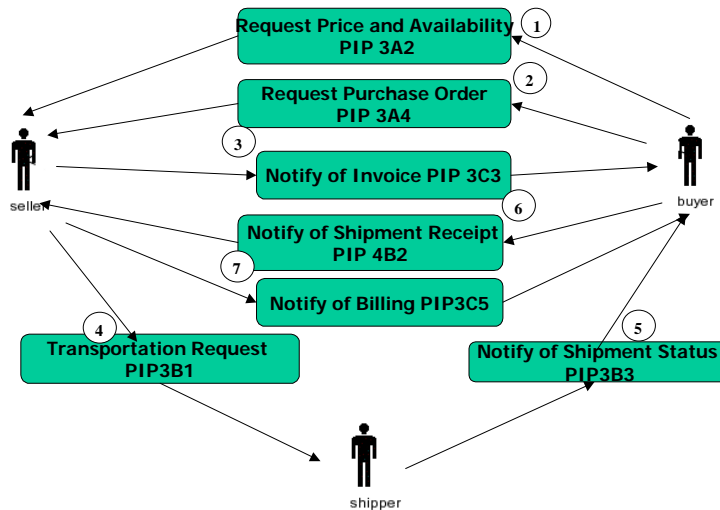 Request Price and Availability
PIP 3A2
1
2
Request Purchase Order
PIP 3A4
3
Notify of Invoice PIP 3C3
seller
buyer
6
Notify of Shipment Receipt
PIP 4B2
7
Notify of Billing PIP3C5
4
Transportation Request
PIP3B1
5
Notify of Shipment Status
PIP3B3
shipper